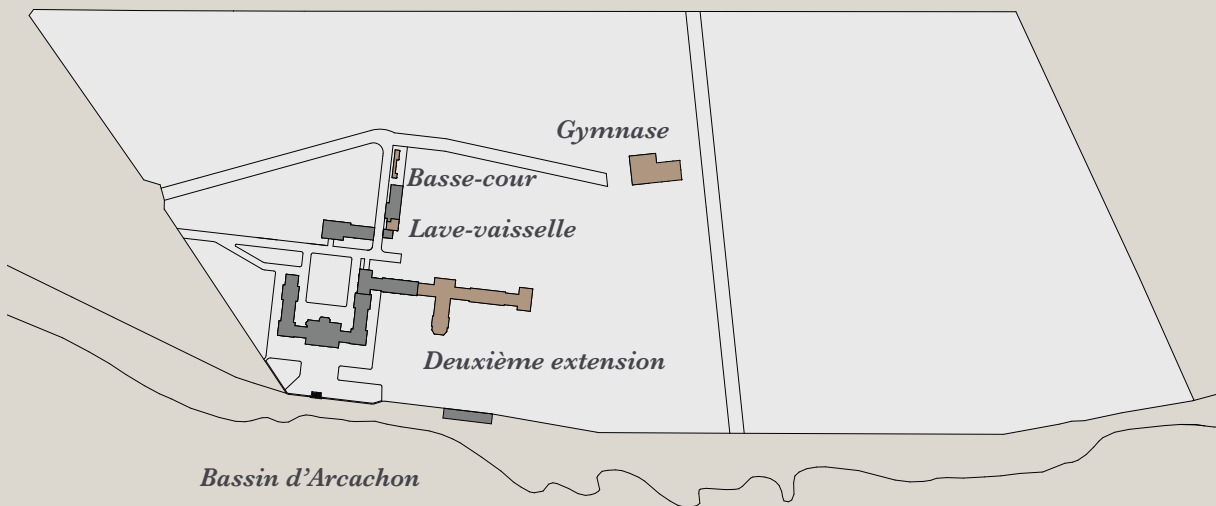 Gymnase
Basse-cour
Lave-vaisselle
Deuxième extension
Bassin d’Arcachon